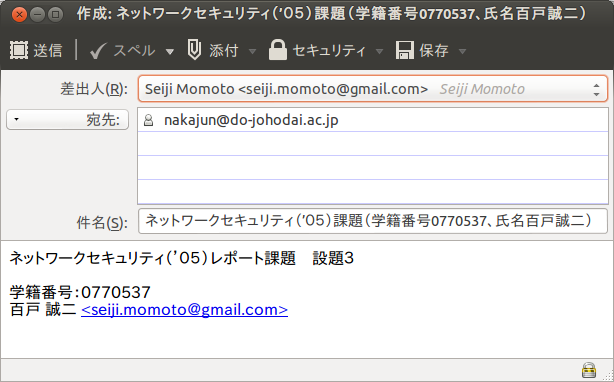 作成: ネットワークセキュリティ('05)課題(学籍番号0770537、氏名百戸誠二)
送信 スペル 添付 セキュリティ 保存
差出人(R): Seiji Momoto <seiji.momoto@gmail.com> Seiji Momoto
宛先: nakajun@do-johodai.ac.jp
件名(S): ネットワークセキュリティ('05)課題(学籍番号0770537、氏名百戸誠二)
ネットワークセキュリティ(’05)レポート課題　設題3
学籍番号:0770537
百戸 誠二 <seiji.momoto@gmail.com>